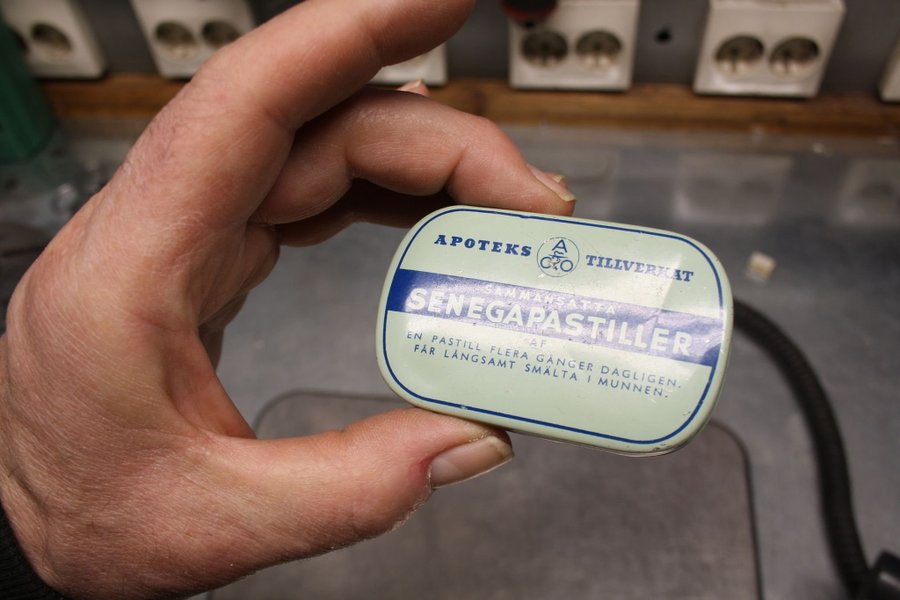 APOTEKS ACO TILLVERKAT
SAMMANSATTA
SENEGAPASTILLER
AF
EN PASTILL FLERA GÅNGER DAGLIGEN.
FÅR LÅNGSAMT SMÄLTA I MUNNEN.